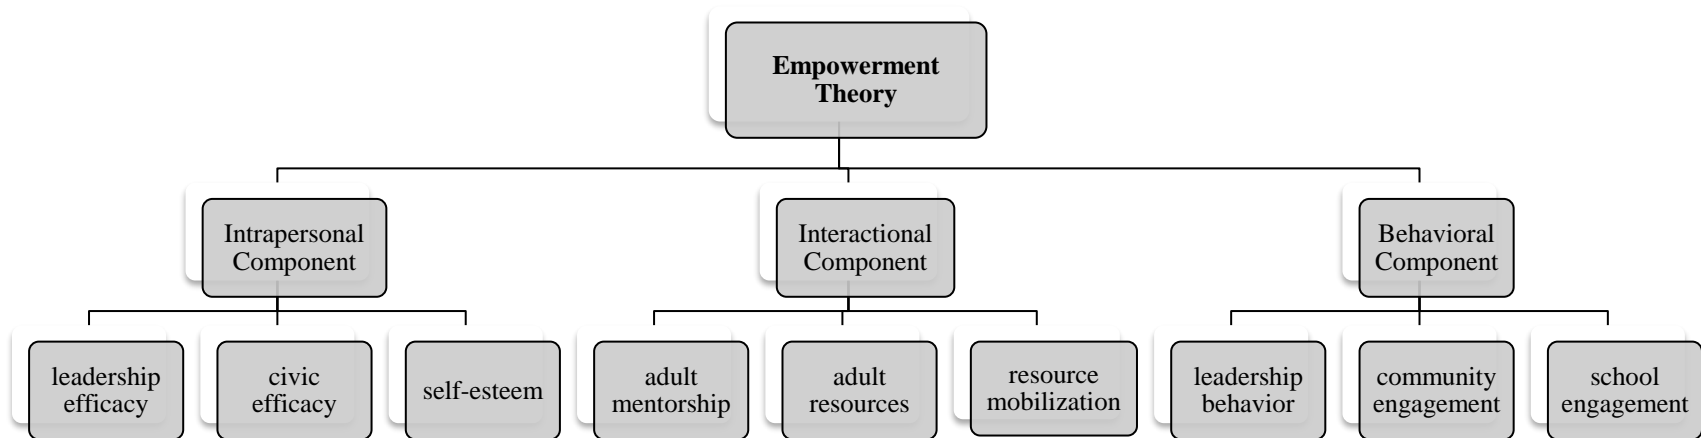 Empowerment
Theory
Intrapersonal
Component
Interactional
Component
Behavioral
Component
leadership
efficacy
civic
efficacy
self-esteem
adult
mentorship
adult
resources
resource
mobilization
leadership
behavior
community
engagement
school
engagement